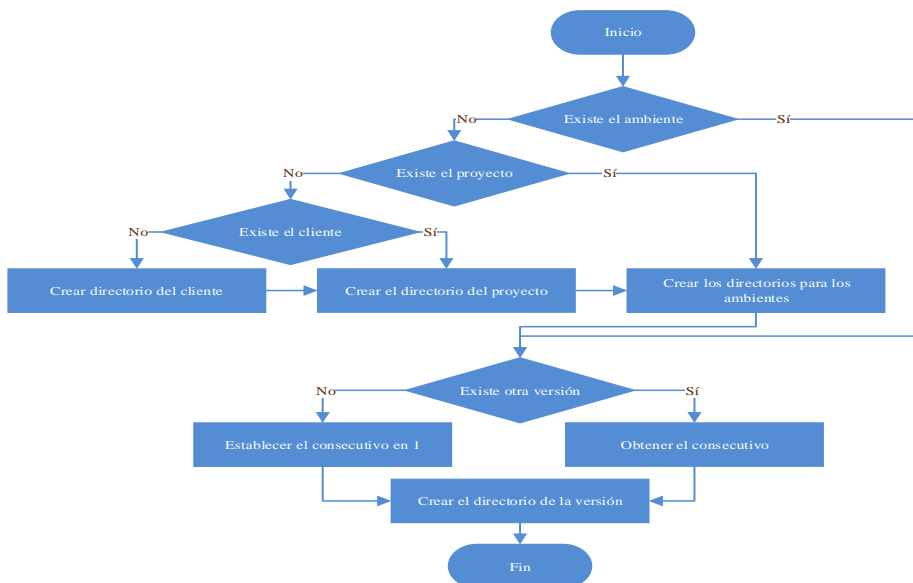 Inicio
No
Existe el ambiente
Sí
No
Existe el proyecto
Sí
No
Existe el cliente
Sí
Crear directorio del cliente
Crear el directorio del proyecto
Crear los directorios para los
ambientes
No
Existe otra versión
Sí
Establecer el consecutivo en 1
Obtener el consecutivo
Crear el directorio de la versión
Fin